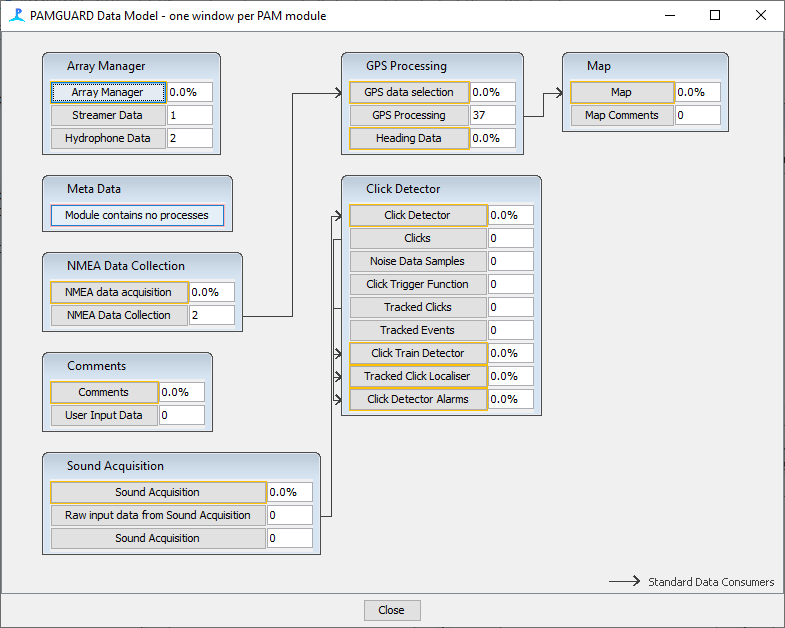 PAMGUARD Data Model - one window per PAM module
Array Manager
Array Manager 0.0%
Streamer Data 1
Hydrophone Data 2
Meta Data
Module contains no processes
NMEA Data Collection
NMEA data acquisition 0.0%
NMEA Data Collection 2
Comments
Comments 0.0%
User Input Data 0
Sound Acquisition
Sound Acquisition 0.0%
Raw input data from Sound Acquisition 0
Sound Acquisition 0
GPS Processing
GPS data selection 0.0%
GPS Processing 37
Heading Data 0.0%
Click Detector
Click Detector 0.0%
Clicks 0
Noise Data Samples 0
Click Trigger Function 0
Tracked Clicks 0
Tracked Events 0
Click Train Detector 0.0%
Tracked Click Localiser 0.0%
Click Detector Alarms 0.0%
Map
Map 0.0%
Map Comments 0
Standard Data Consumers
Close